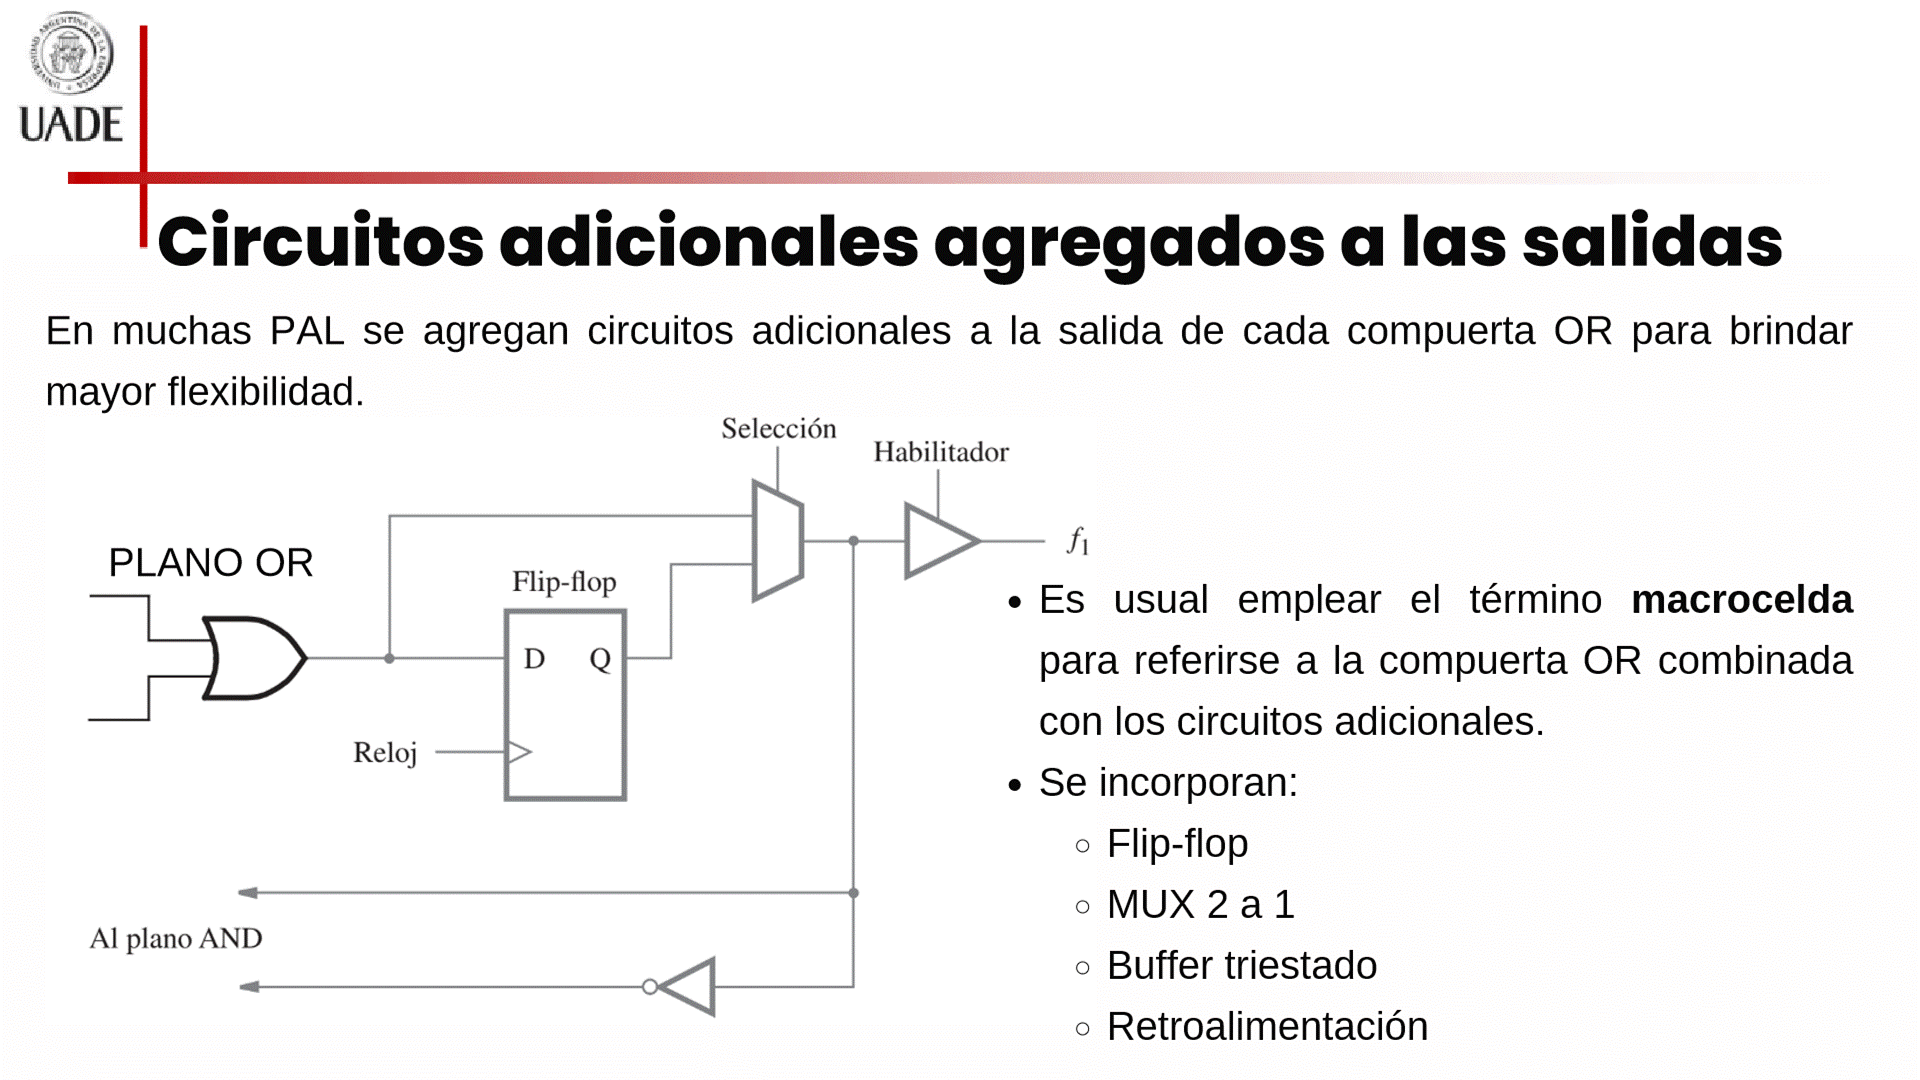 UADE
Circuitos adicionales agregados a las salidas
En muchas PAL se agregan circuitos adicionales a la salida de cada compuerta OR para brindar
mayor flexibilidad.
Selección
Habilitador
f1
PLANO OR
Flip-flop
D Q
Reloj
Al plano AND
• Es usual emplear el término macrocelda
para referirse a la compuerta OR combinada
con los circuitos adicionales.
• Se incorporan:
○ Flip-flop
○ MUX 2 a 1
○ Buffer triestado
○ Retroalimentación